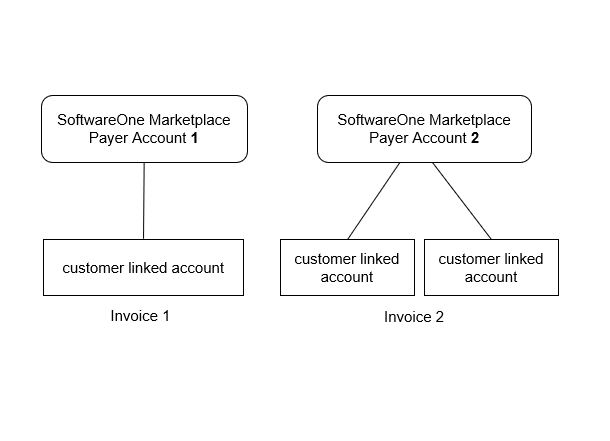 SoftwareOne Marketplace
Payer Account 1
SoftwareOne Marketplace
Payer Account 2
customer linked account
customer linked
account
customer linked
account
Invoice 1
Invoice 2